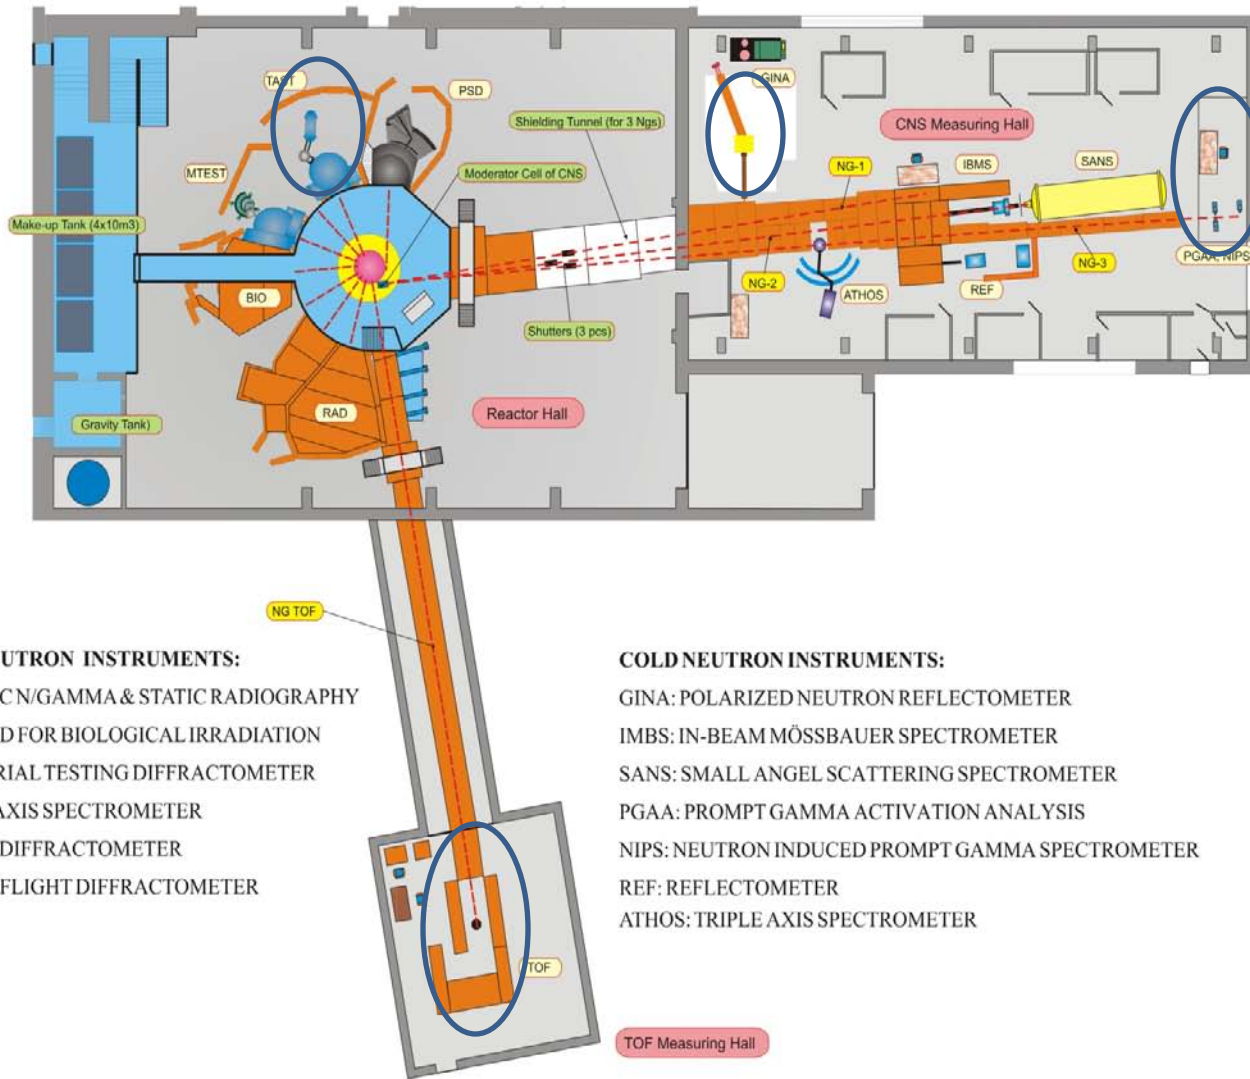 TAST
PSD
GINA
Shielding Tunnel (for 3 Ngs)
CNS Measuring Hall
MTEST
Moderator Cell of CNS
NG-1
IBMS
SANS
Make-up Tank (4x10m3)
BIO
NG-2
ATHOS
REF
NG-3
PGAA, NIPS
Shutters (3 pcs)
RAD
Reactor Hall
Gravity Tank)
NG TOF
UTRON INSTRUMENTS:
C N/GAMMA & STATIC RADIOGRAPHY
D FOR BIOLOGICAL IRRADIATION
RIAL TESTING DIFFRACTOMETER
AXIS SPECTROMETER
DIFFRACTOMETER
FLIGHT DIFFRACTOMETER
COLD NEUTRON INSTRUMENTS:
GINA: POLARIZED NEUTRON REFLECTOMETER
IMBS: IN-BEAM MÖSSBAUER SPECTROMETER
SANS: SMALL ANGEL SCATTERING SPECTROMETER
PGAA: PROMPT GAMMA ACTIVATION ANALYSIS
NIPS: NEUTRON INDUCED PROMPT GAMMA SPECTROMETER
REF: REFLECTOMETER
ATHOS: TRIPLE AXIS SPECTROMETER
TOF
TOF Measuring Hall